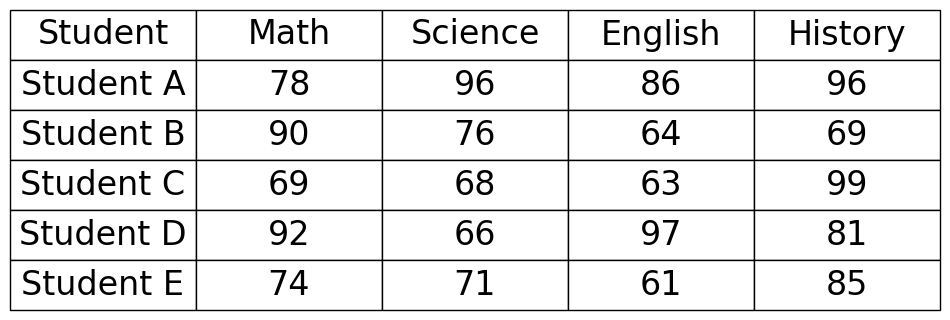 Student Math Science English History
Student A 78 96 86 96
Student B 90 76 64 69
Student C 69 68 63 99
Student D 92 66 97 81
Student E 74 71 61 85